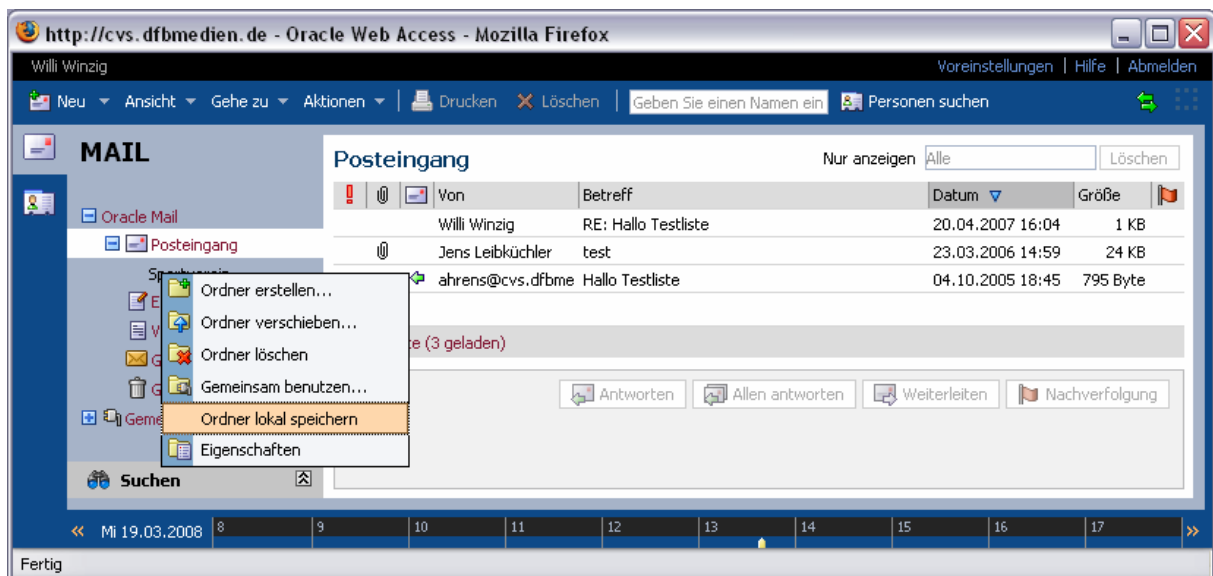 http://cvs.dfbmedien.de - Oracle Web Access - Mozilla Firefox
Willi Winzig Voreinstellungen | Hilfe | Abmelden
Neu Ansicht Gehe zu Aktionen Drucken Löschen Geben Sie einen Namen ein Personen suchen
MAIL
Posteingang Nur anzeigen Alle Löschen
Von Betreff Datum Größe
Oracle Mail
Willi Winzig RE: Hallo Testliste 20.04.2007 16:04 1 KB
Posteingang
Jens Leibküchler test 23.03.2006 14:59 24 KB
ahrens@cvs.dfbme Hallo Testliste 04.10.2005 18:45 795 Byte
Ordner erstellen...
Ordner verschieben...
Ordner löschen
(3 geladen)
Gemeinsam benutzen...
Antworten Allen antworten Weiterleiten Nachverfolgung
Geme
Ordner lokal speichern
Eigenschaften
Suchen
Mi 19.03.2008 8 9 10 11 12 13 14 15 16 17
Fertig